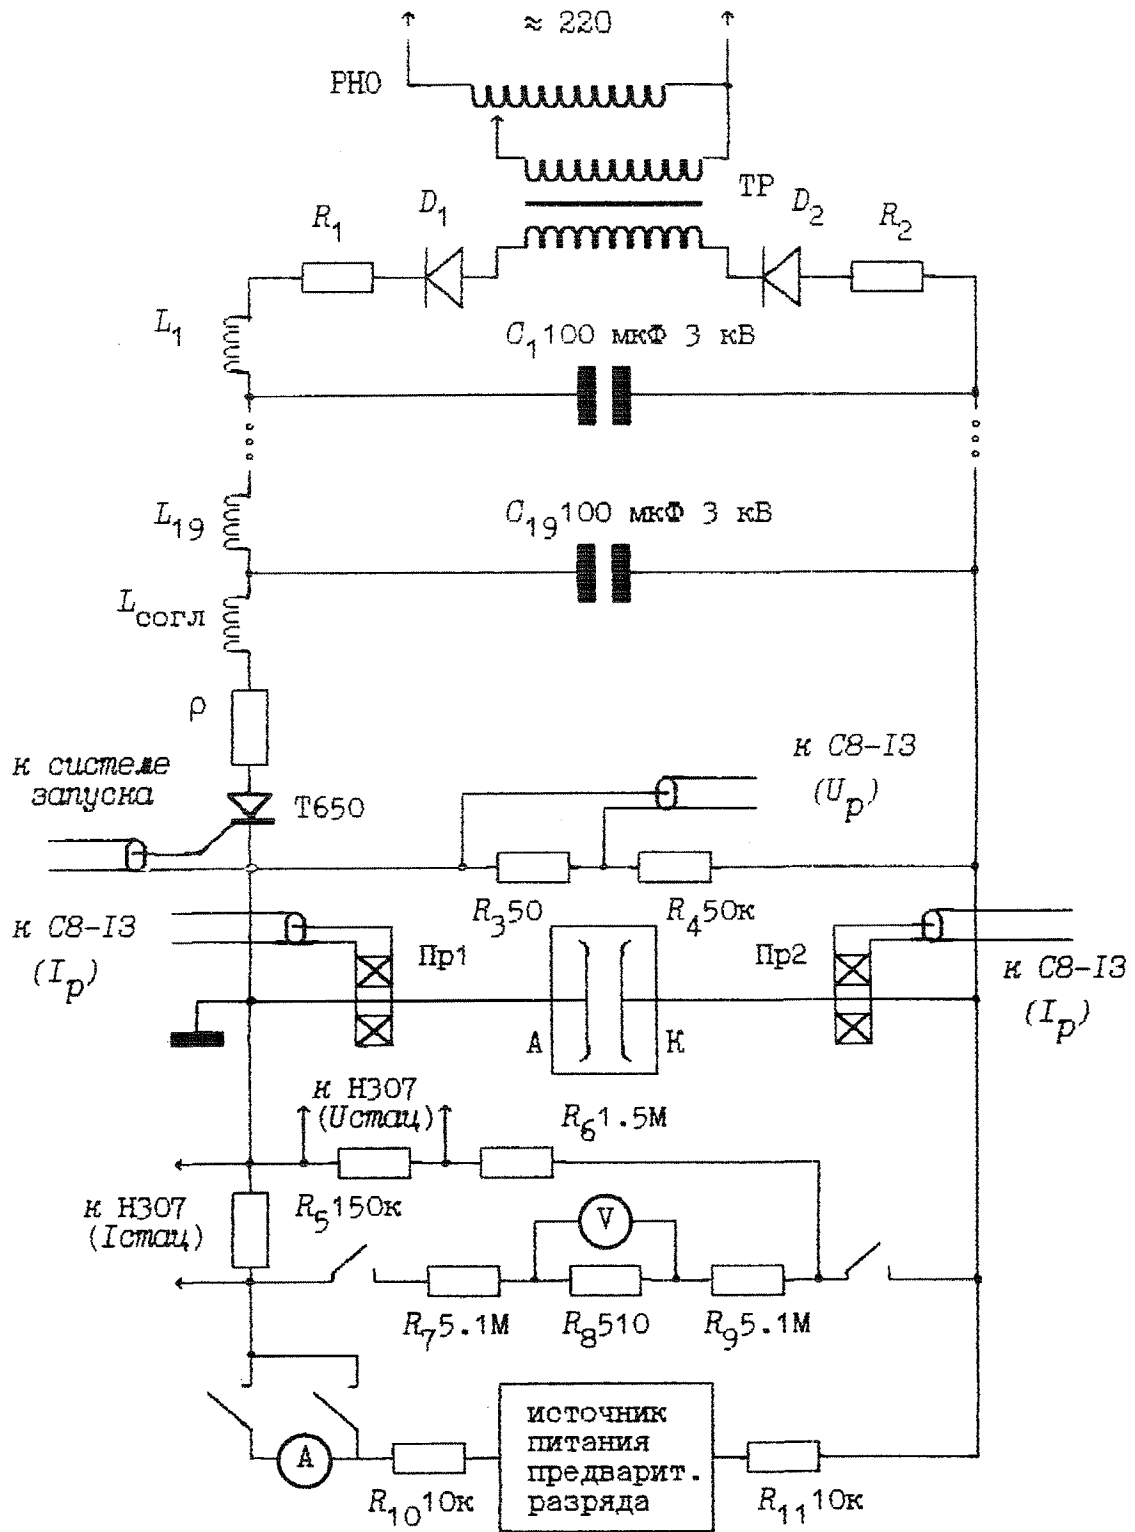 ≈ 220
РНО
ТР
R1
D1
D2
R2
L1
C1 100 мкФ 3 кВ
L19
C19 100 мкФ 3 кВ
Lсогл
ρ
к системе
запуска
Т650
к С8-I3
(Up)
R3 50
R4 50к
к С8-I3
(Ip)
Пр1
Пр2
к С8-I3
(Ip)
А
К
к Н307
(Uстац)
R6 1.5М
к Н307
(Iстац)
R5 150к
V
R7 5.1М
R8 510
R9 5.1М
А
источник
питания
предварит.
разряда
R10 10к
R11 10к